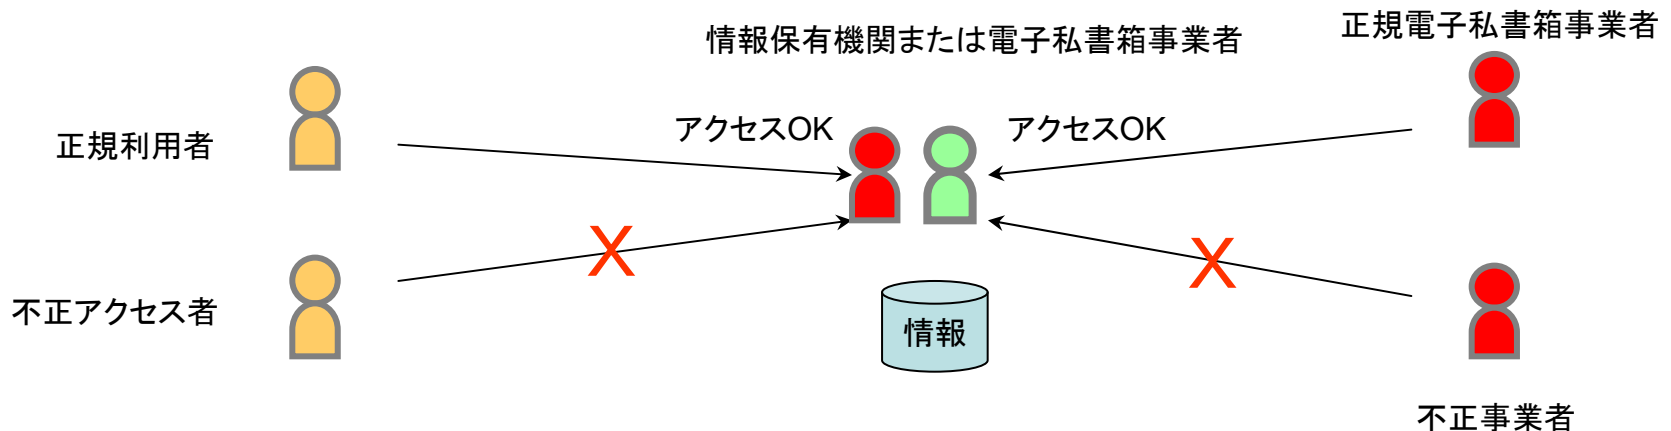 情報保有機関または電子私書箱事業者
正規電子私書箱事業者
正規利用者
アクセスOK
アクセスOK
X
X
不正アクセス者
情報
不正事業者